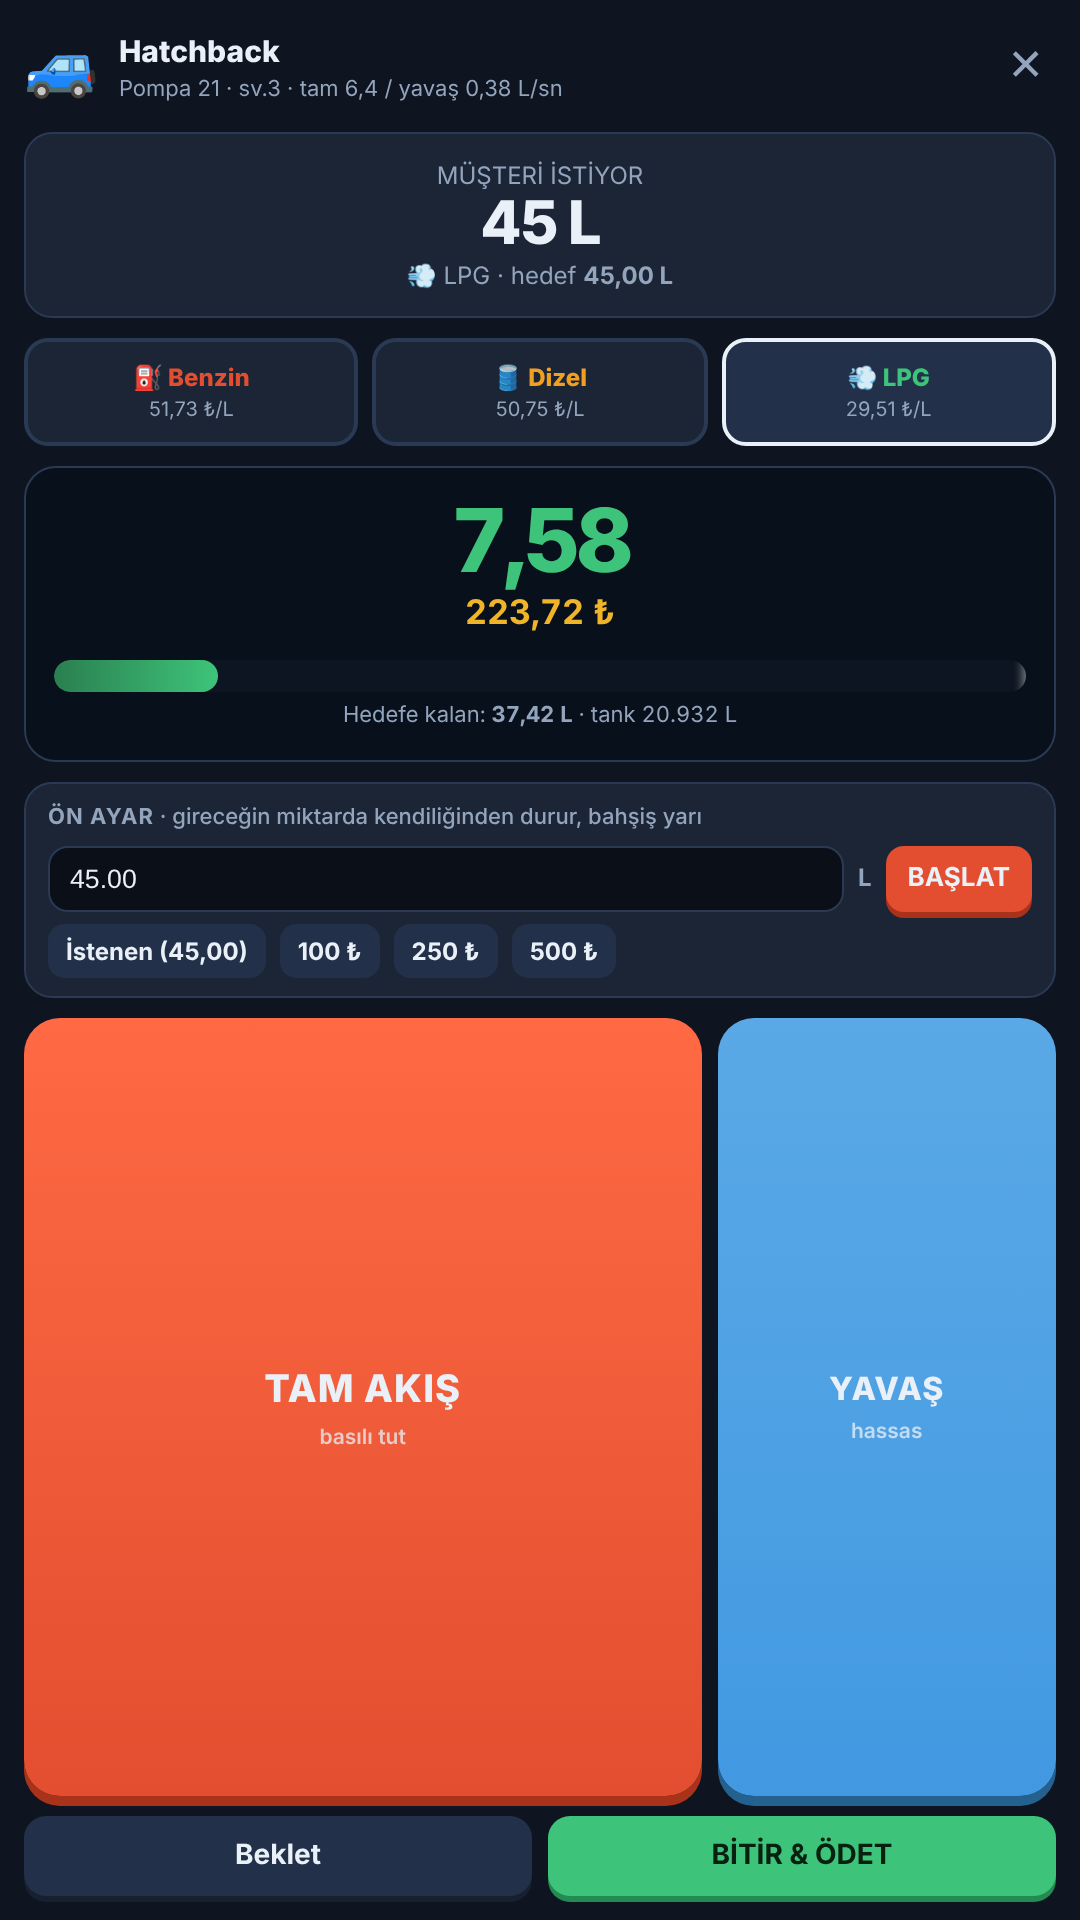 Hatchback
Pompa 21 · sv.3 · tam 6,4 / yavaş 0,38 L/sn
MÜŞTERİ İSTİYOR
45 L
LPG · hedef 45,00 L
Benzin
51,73 ₺/L
Dizel
50,75 ₺/L
LPG
29,51 ₺/L
7,58
223,72 ₺
Hedefe kalan: 37,42 L · tank 20.932 L
ÖN AYAR · gireceğin miktarda kendiliğinden durur, bahşiş yarı
45.00 L BAŞLAT
İstenen (45,00) 100 ₺ 250 ₺ 500 ₺
TAM AKIŞ
basılı tut
YAVAŞ
hassas
Beklet
BİTİR & ÖDET